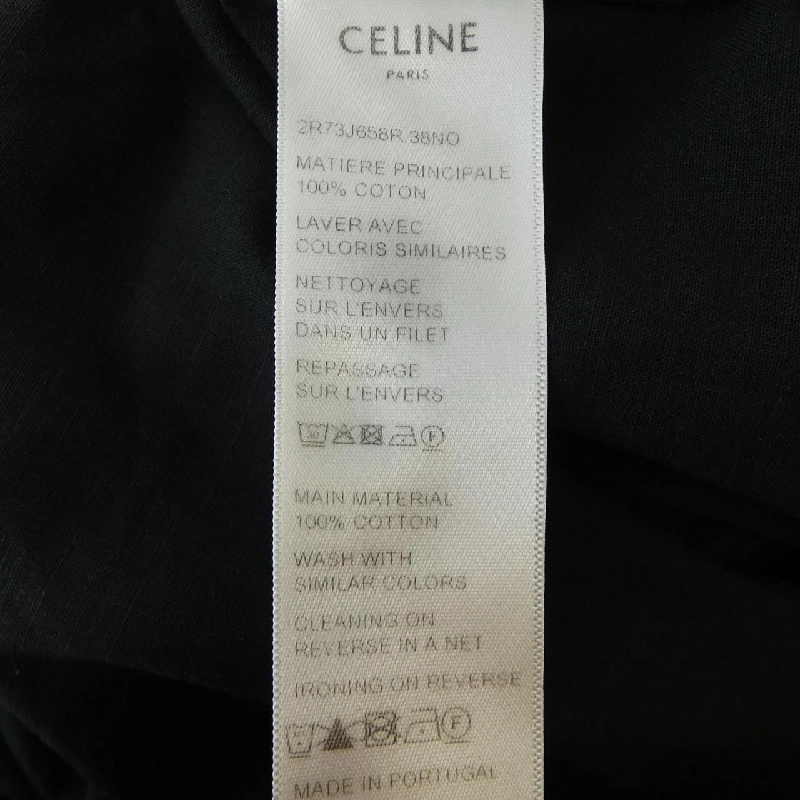 CELINE
PARIS
2R73J658R.38NO
MATIERE PRINCIPALE
100% COTON
LAVER AVEC
COLORIS SIMILAIRES
NETTOYAGE
SUR L'ENVERS
DANS UN FILET
REPASSAGE
SUR L'ENVERS
30 F
MAIN MATERIAL
100% COTTON
WASH WITH
SIMILAR COLORS
CLEANING ON
REVERSE IN A NET
IRONING ON REVERSE
F
MADE IN PORTUGAL